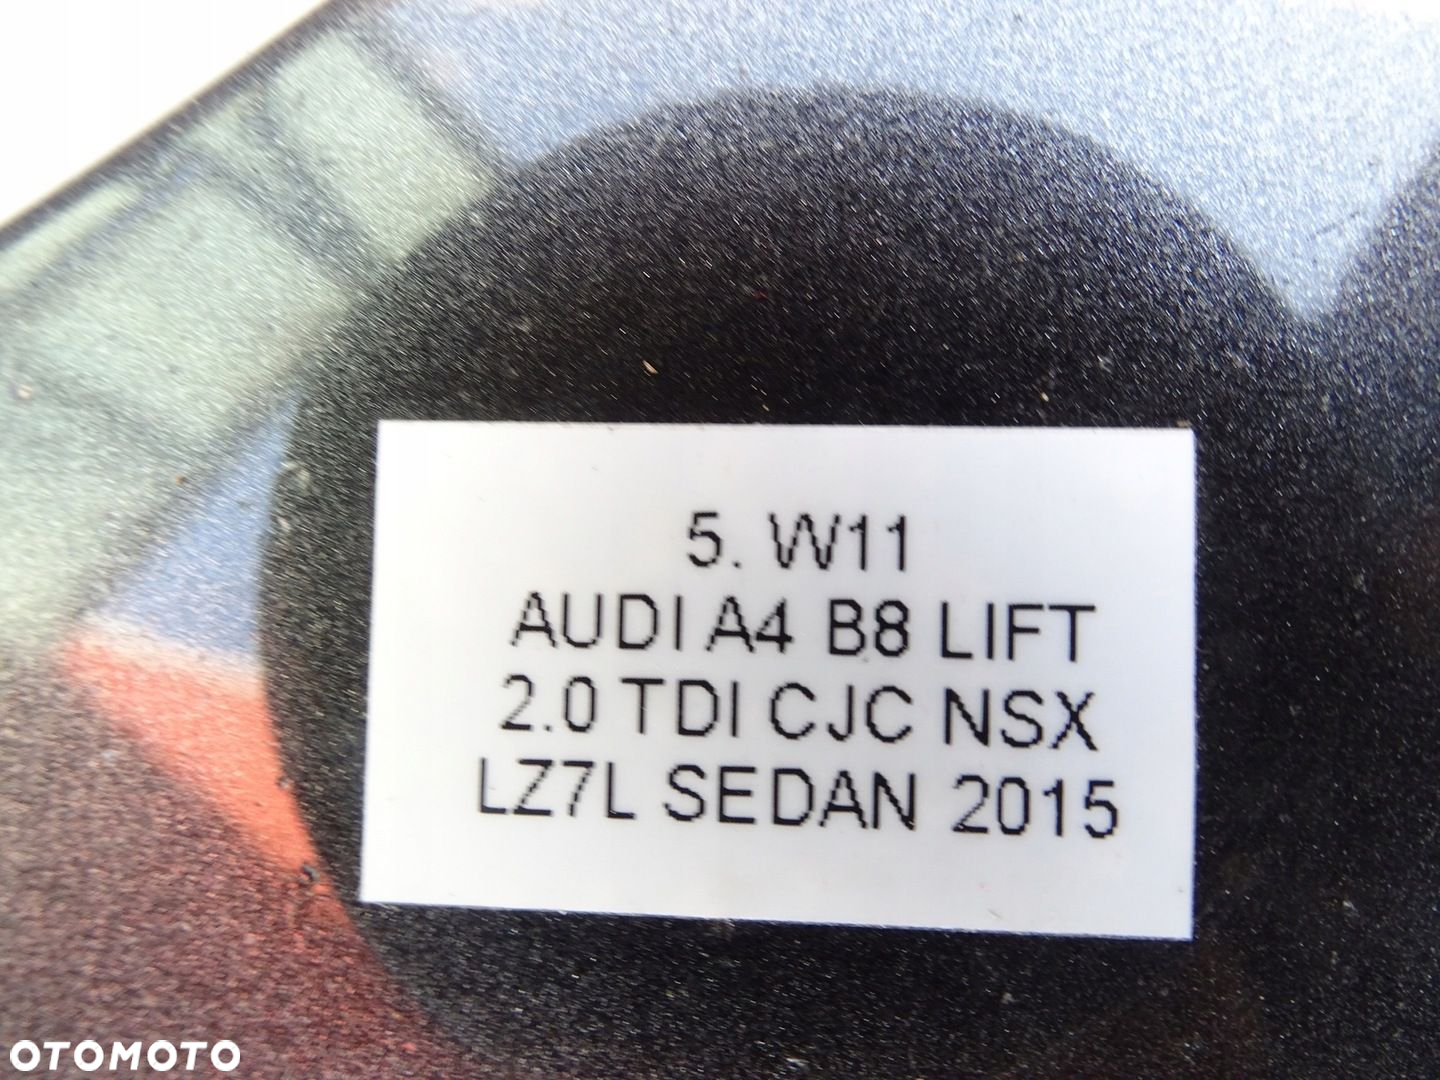 5. W11
AUDI A4 B8 LIFT
2.0 TDI CJC NSX
LZ7L SEDAN 2015
OTOMOTO